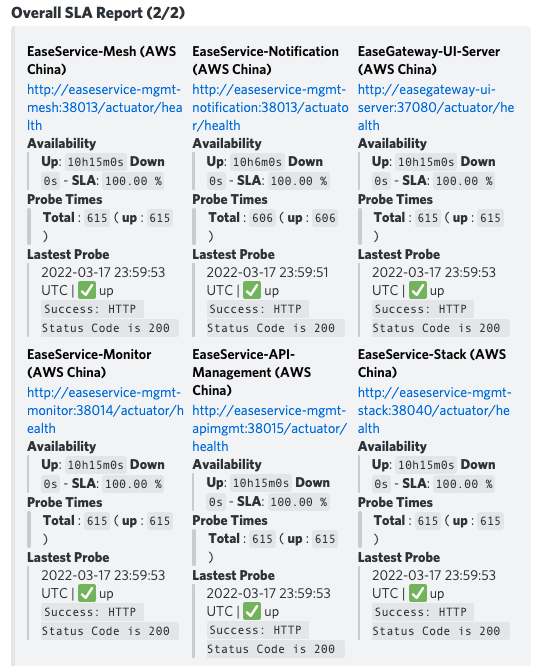 Overall SLA Report (2/2)
EaseService-Mesh (AWS
China)
http://easeservice-mgmt-
mesh:38013/actuator/hea
lth
Availability
Up: 10h15m0s Down
0s - SLA: 100.00 %
Probe Times
Total : 615 ( up : 615
)
Lastest Probe
2022-03-17 23:59:53
UTC | ✅ up
Success: HTTP
Status Code is 200
EaseService-Notification
(AWS China)
http://easeservice-mgmt-
notification:38013/actuato
r/health
Availability
Up: 10h6m0s Down
0s - SLA: 100.00 %
Probe Times
Total : 606 ( up : 606
)
Lastest Probe
2022-03-17 23:59:51
UTC | ✅ up
Success: HTTP
Status Code is 200
EaseGateway-UI-Server
(AWS China)
http://easegateway-ui-
server:37080/actuator/he
alth
Availability
Up: 10h15m0s Down
0s - SLA: 100.00 %
Probe Times
Total : 615 ( up : 615
)
Lastest Probe
2022-03-17 23:59:53
UTC | ✅ up
Success: HTTP
Status Code is 200
EaseService-Monitor
(AWS China)
http://easeservice-mgmt-
monitor:38014/actuator/h
ealth
Availability
Up: 10h15m0s Down
0s - SLA: 100.00 %
Probe Times
Total : 615 ( up : 615
)
Lastest Probe
2022-03-17 23:59:53
UTC | ✅ up
Success: HTTP
Status Code is 200
EaseService-API-
Management (AWS
China)
http://easeservice-mgmt-
apimgmt:38015/actuator/
health
Availability
Up: 10h15m0s Down
0s - SLA: 100.00 %
Probe Times
Total : 615 ( up : 615
)
Lastest Probe
2022-03-17 23:59:53
UTC | ✅ up
Success: HTTP
Status Code is 200
EaseService-Stack (AWS
China)
http://easeservice-mgmt-
stack:38040/actuator/he
alth
Availability
Up: 10h15m0s Down
0s - SLA: 100.00 %
Probe Times
Total : 615 ( up : 615
)
Lastest Probe
2022-03-17 23:59:53
UTC | ✅ up
Success: HTTP
Status Code is 200